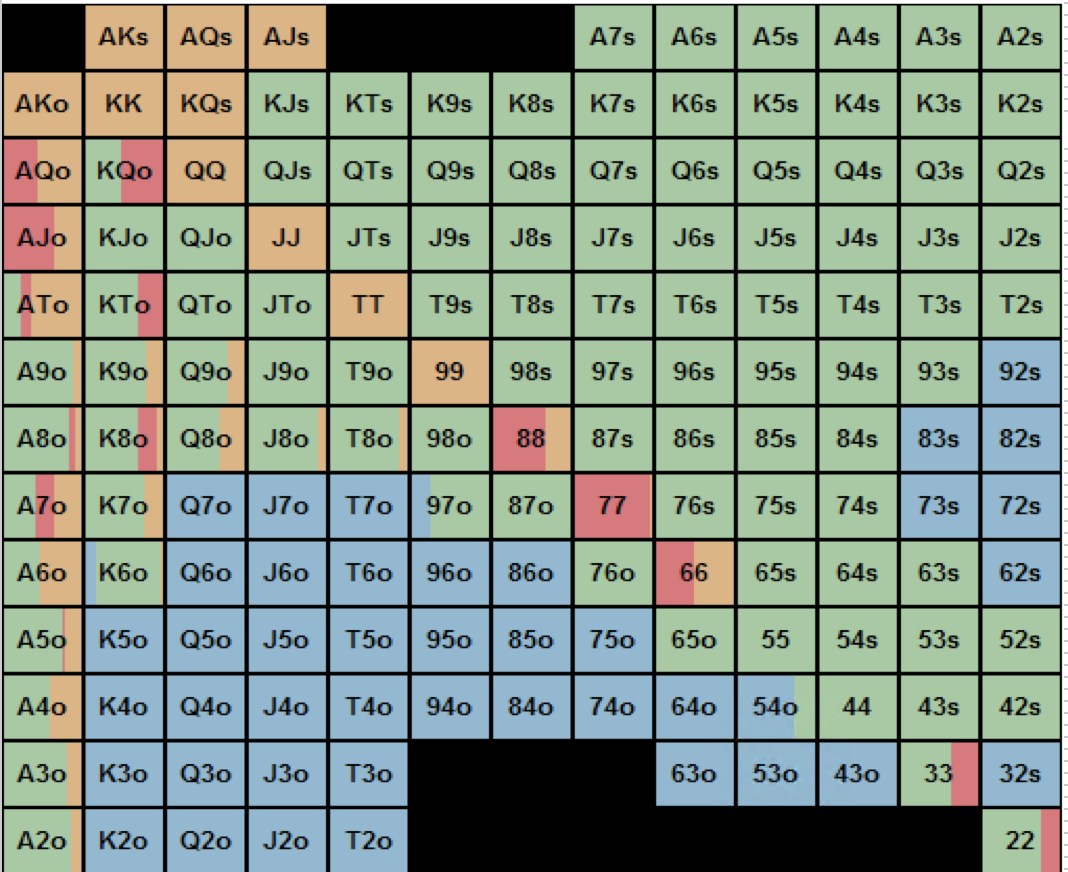 AKs AQs AJs A7s A6s A5s A4s A3s A2s
AKo KK KQs KJs KTs K9s K8s K7s K6s K5s K4s K3s K2s
AQo KQo QQ QJs QTs Q9s Q8s Q7s Q6s Q5s Q4s Q3s Q2s
AJo KJo QJo JJ JTs J9s J8s J7s J6s J5s J4s J3s J2s
ATo KTo QTo JTo TT T9s T8s T7s T6s T5s T4s T3s T2s
A9o K9o Q9o J9o T9o 99 98s 97s 96s 95s 94s 93s 92s
A8o K8o Q8o J8o T8o 98o 88 87s 86s 85s 84s 83s 82s
A7o K7o Q7o J7o T7o 97o 87o 77 76s 75s 74s 73s 72s
A6o K6o Q6o J6o T6o 96o 86o 76o 66 65s 64s 63s 62s
A5o K5o Q5o J5o T5o 95o 85o 75o 65o 55 54s 53s 52s
A4o K4o Q4o J4o T4o 94o 84o 74o 64o 54o 44 43s 42s
A3o K3o Q3o J3o T3o 63o 53o 43o 33 32s
A2o K2o Q2o J2o T2o 22